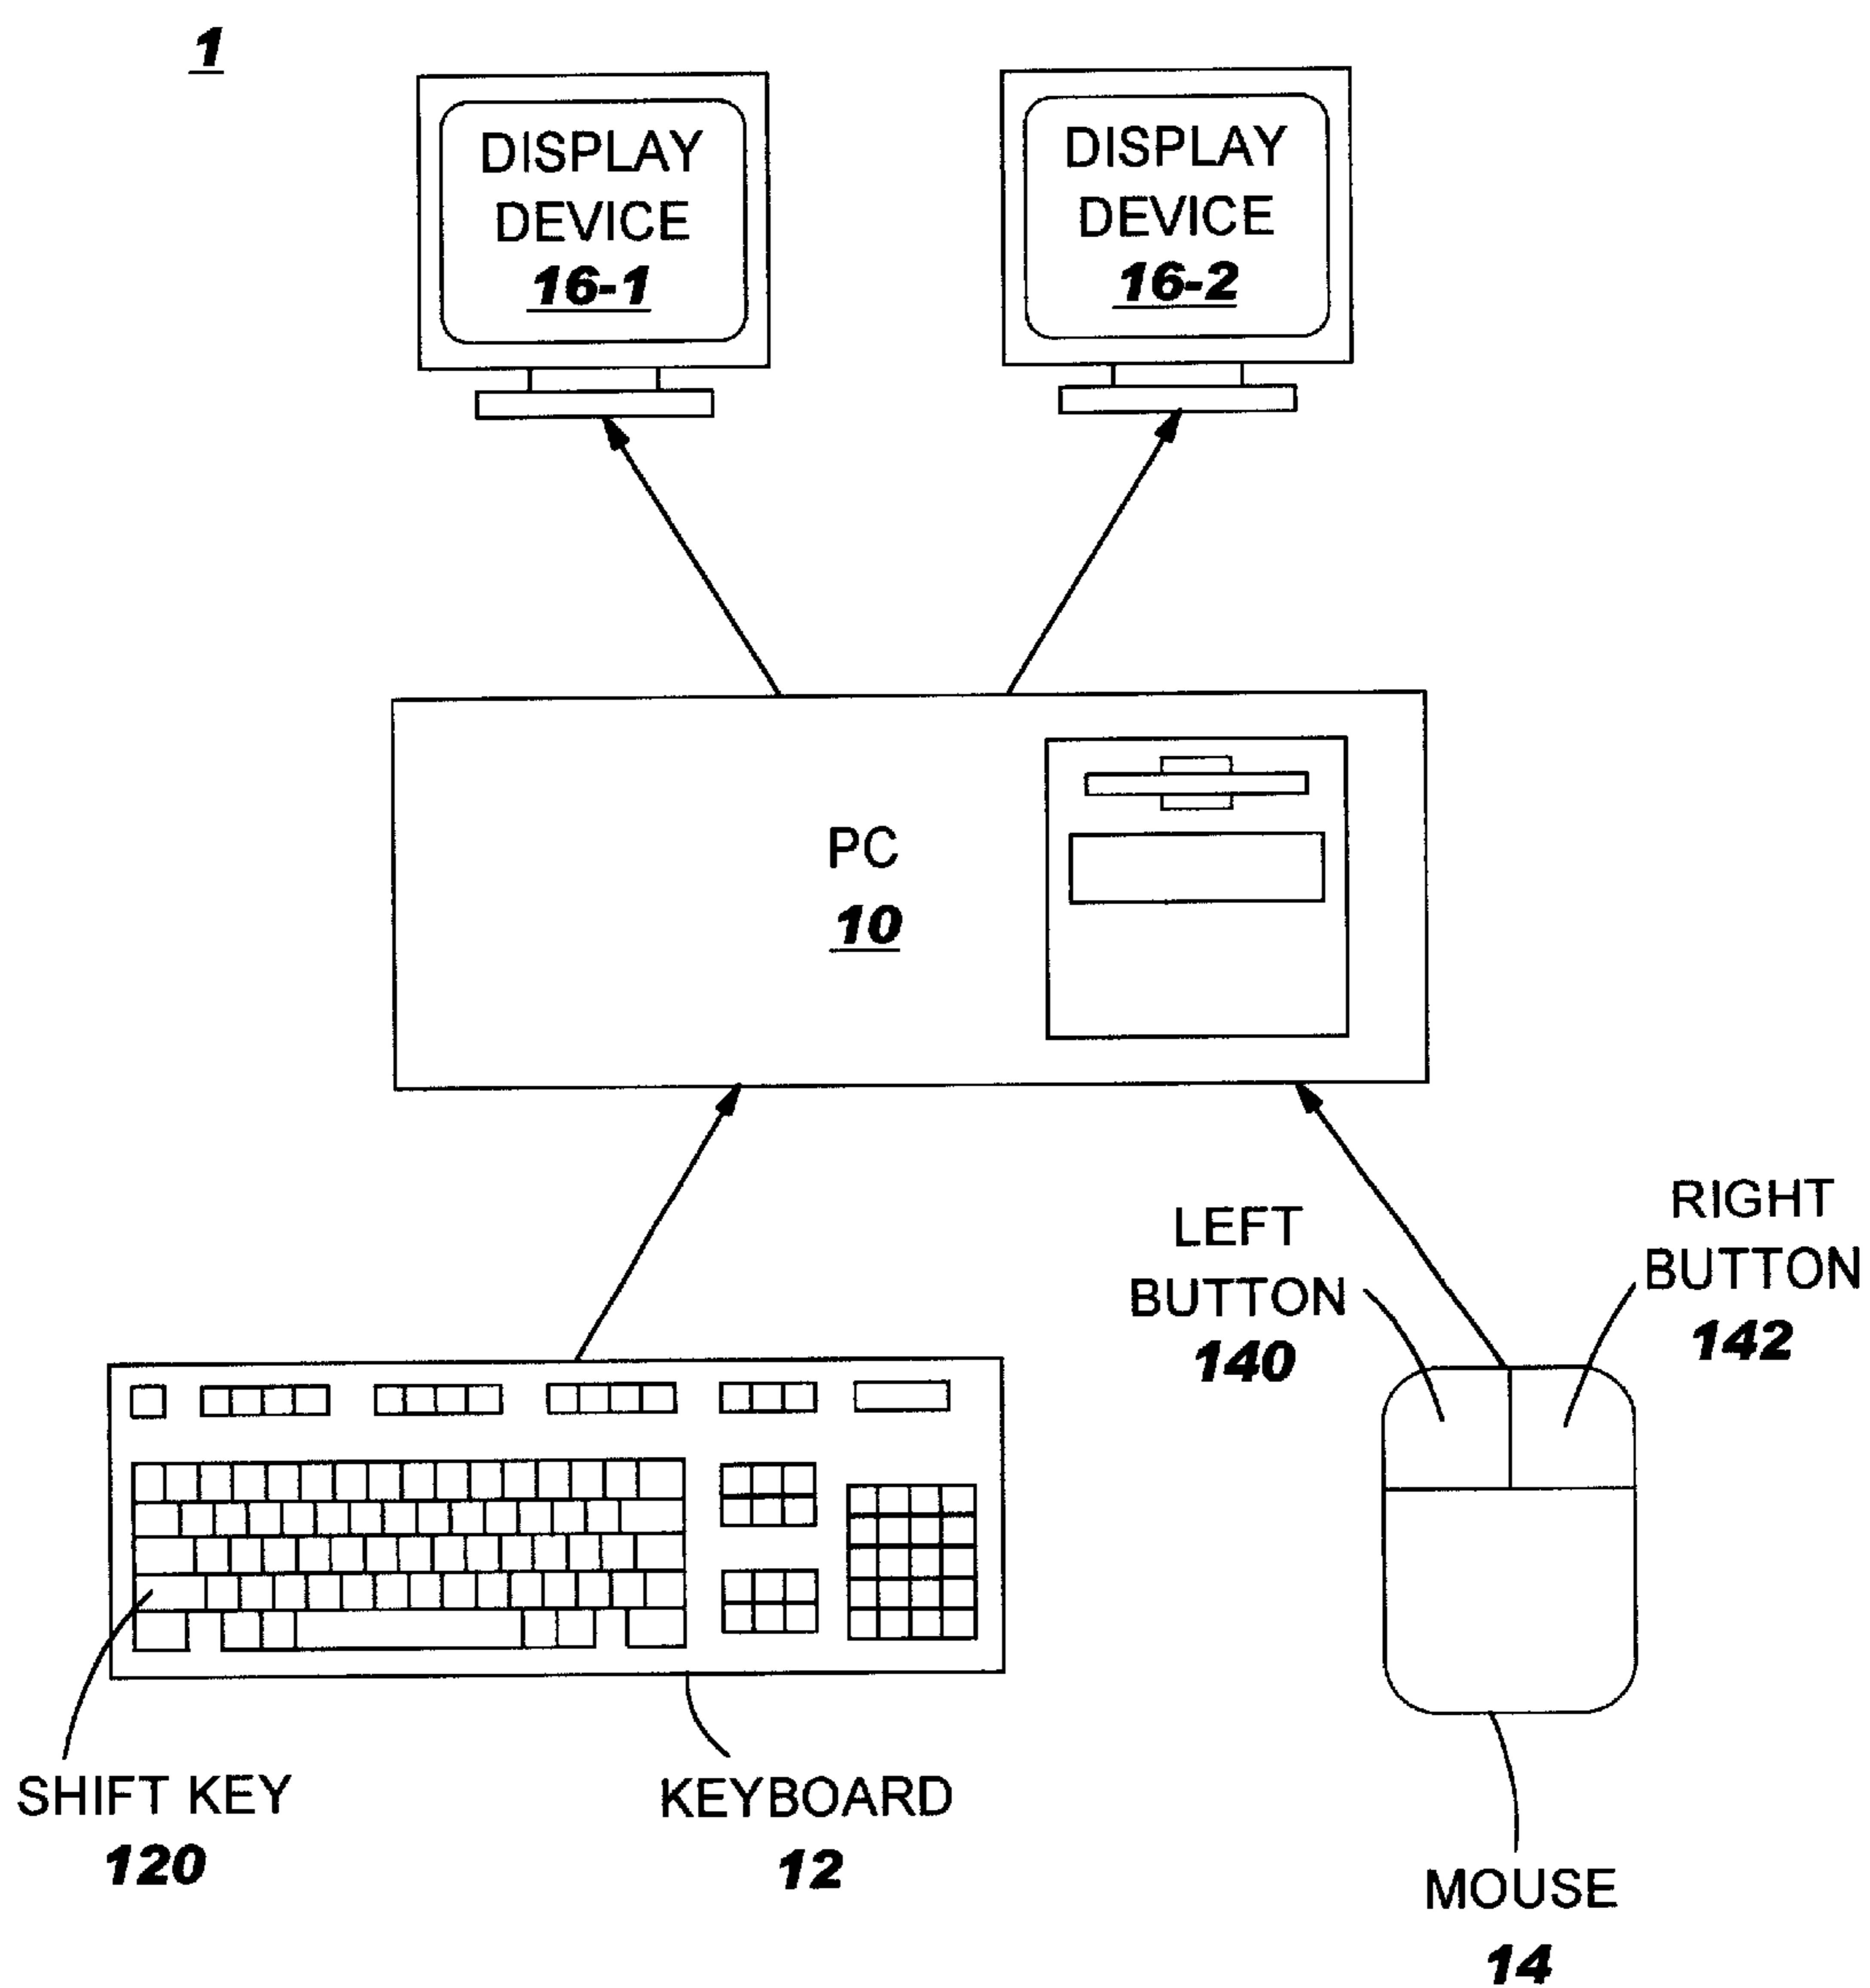 1
DISPLAY
DEVICE
16-1
DISPLAY
DEVICE
16-2
PC
10
LEFT
BUTTON
140
RIGHT
BUTTON
142
SHIFT KEY
120
KEYBOARD
12
MOUSE
14